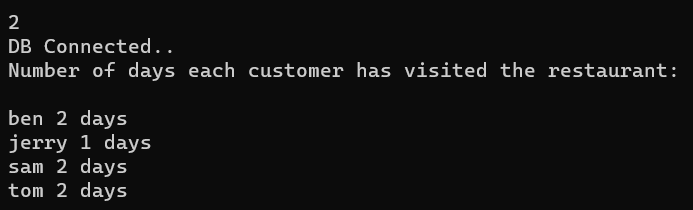 2
DB Connected..
Number of days each customer has visited the restaurant:
ben 2 days
jerry 1 days
sam 2 days
tom 2 days